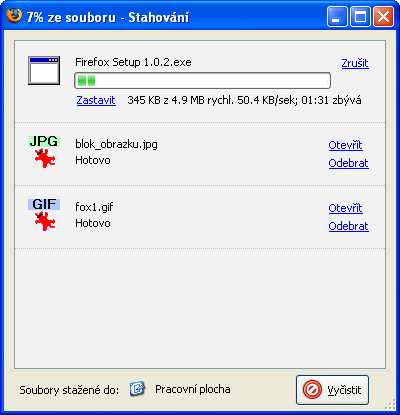 7% ze souboru - Stahování
Firefox Setup 1.0.2.exe Zrušit
Zastavit 345 KB z 4.9 MB rychl. 50.4 KB/sek; 01:31 zbývá
JPG blok_obrazku.jpg Otevřít
Hotovo Odebrat
GIF fox1.gif Otevřít
Hotovo Odebrat
Soubory stažené do: Pracovní plocha Vyčistit